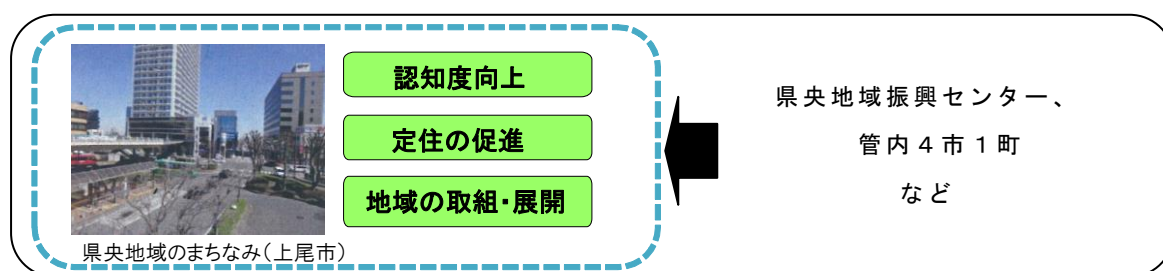 認知度向上
定住の促進
地域の取組・展開
県央地域のまちなみ(上尾市)
県央地域振興センター、
管内4市1町
など